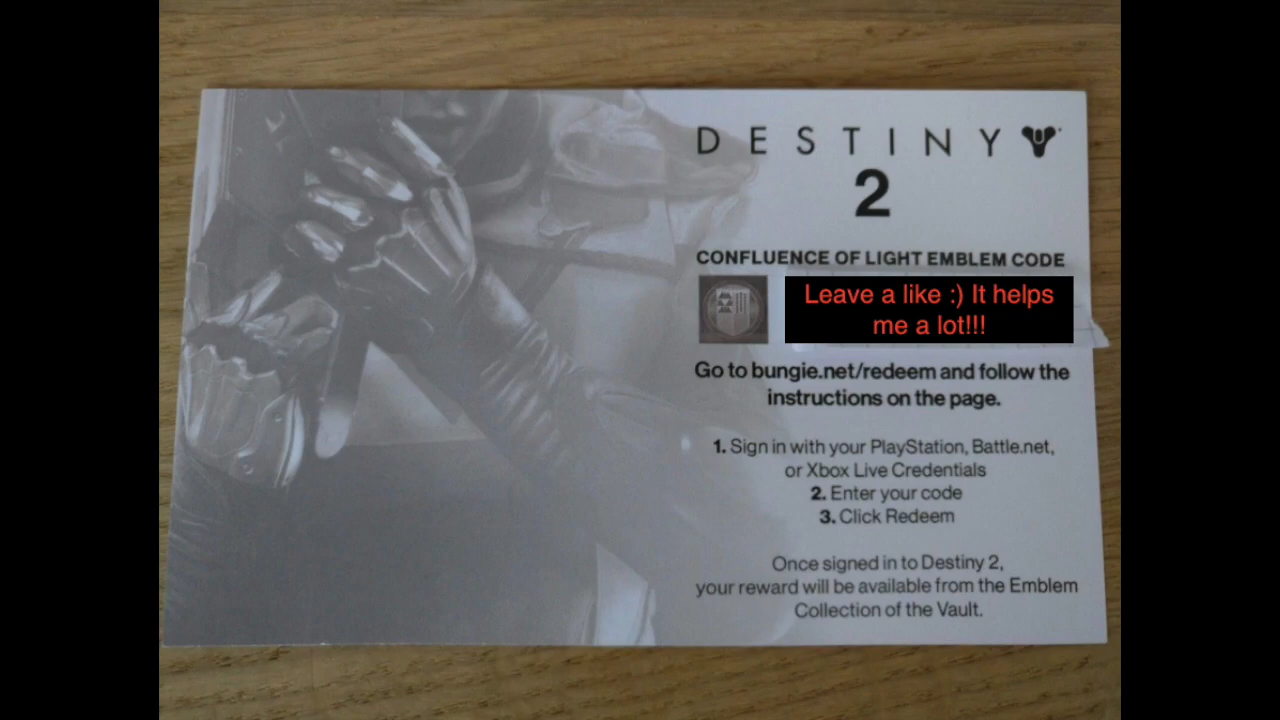 DESTINY
2
CONFLUENCE OF LIGHT EMBLEM CODE
Leave a like :) It helps
me a lot!!!
Go to bungie.net/redeem and follow the
instructions on the page.
1. Sign in with your PlayStation, Battle.net,
or Xbox Live Credentials
2. Enter your code
3. Click Redeem
Once signed in to Destiny 2,
your reward will be available from the Emblem
Collection of the Vault.